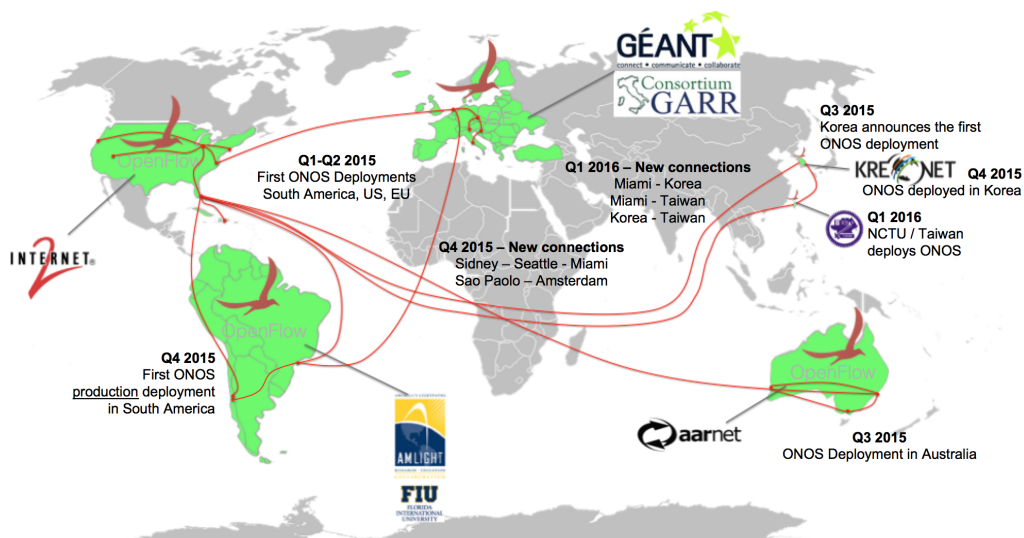 GÉANT
connect • communicate • collaborate
Consortium
GARR
Q3 2015
Korea announces the first
ONOS deployment
KREONET
Q4 2015
ONOS deployed in Korea
OpenFlow
Q1-Q2 2015
First ONOS Deployments
South America, US, EU
Q1 2016 – New connections
Miami - Korea
Miami - Taiwan
Korea - Taiwan
Q1 2016
NCTU / Taiwan
deploys ONOS
INTERNET2®
Q4 2015 – New connections
Sidney – Seattle - Miami
Sao Paolo – Amsterdam
OpenFlow
Q4 2015
First ONOS
production deployment
in South America
OpenFlow
aarnet
Q3 2015
ONOS Deployment in Australia
AMLIGHT
FIU
FLORIDA
INTERNATIONAL
UNIVERSITY